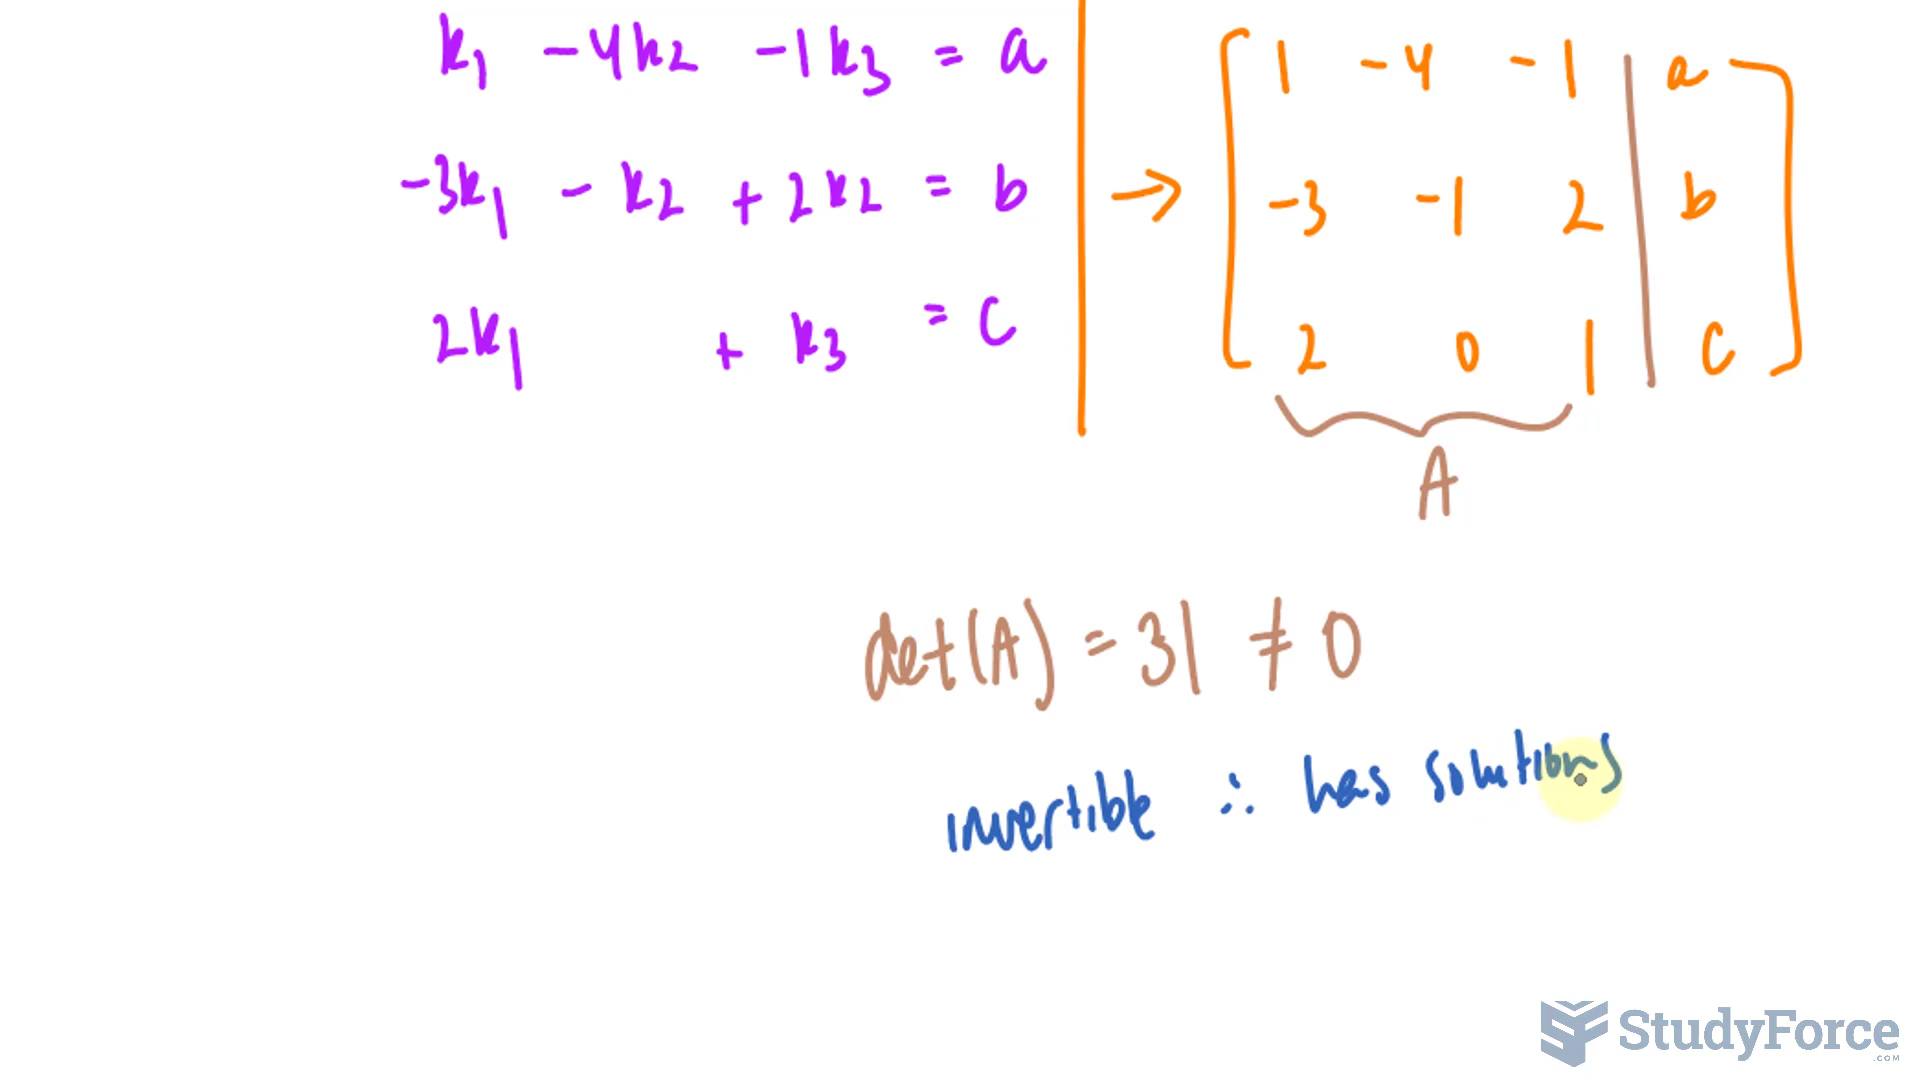 k1 - 4k2 - 1k3 = a
-3k1 - k2 + 2k2 = b
2k1 + k3 = c
→
1 -4 -1 | a
-3 -1 2 | b
2 0 1 | c
A
det(A) = 31 ≠ 0
invertible ∴ has solutions
StudyForce
.COM